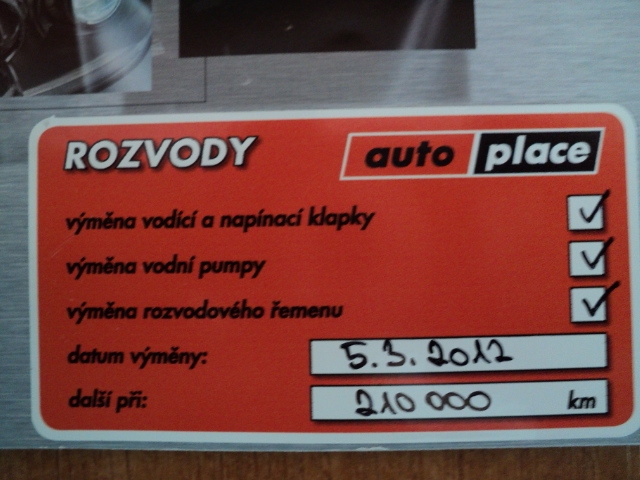 ROZVODY auto place
výměna vodící a napínací klapky ✓
výměna vodní pumpy ✓
výměna rozvodového řemenu ✓
datum výměny: 5.3.2012
další při: 210 000 km